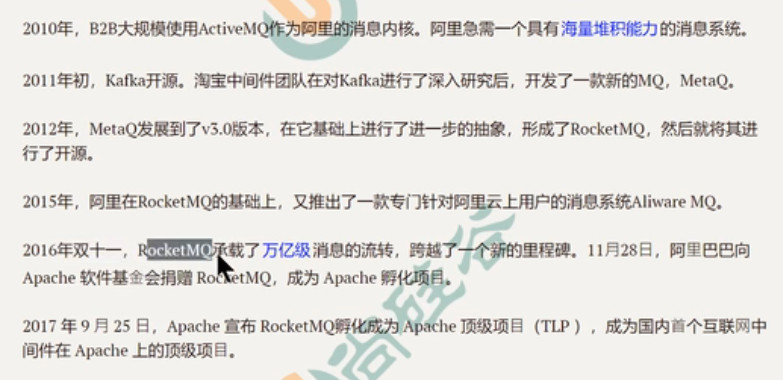 2010年，B2B大规模使用ActiveMQ作为阿里的消息内核。阿里急需一个具有海量堆积能力的消息系统。
2011年初，Kafka开源。淘宝中间件团队在对Kafka进行了深入研究后，开发了一款新的MQ，MetaQ。
2012年，MetaQ发展到了v3.0版本，在它基础上进行了进一步的抽象，形成了RocketMQ，然后就将其进
行了开源。
2015年，阿里在RocketMQ的基础上，又推出了一款专门针对阿里云上用户的消息系统Aliware MQ。
2016年双十一，RocketMQ承载了万亿级消息的流转，跨越了一个新的里程碑。11月28日，阿里巴巴向
Apache 软件基金会捐赠 RocketMQ，成为 Apache 孵化项目。
2017 年 9 月 25 日，Apache 宣布 RocketMQ孵化成为 Apache 顶级项目（TLP ），成为国内首个互联网中
间件在 Apache 上的顶级项目。
尚硅谷